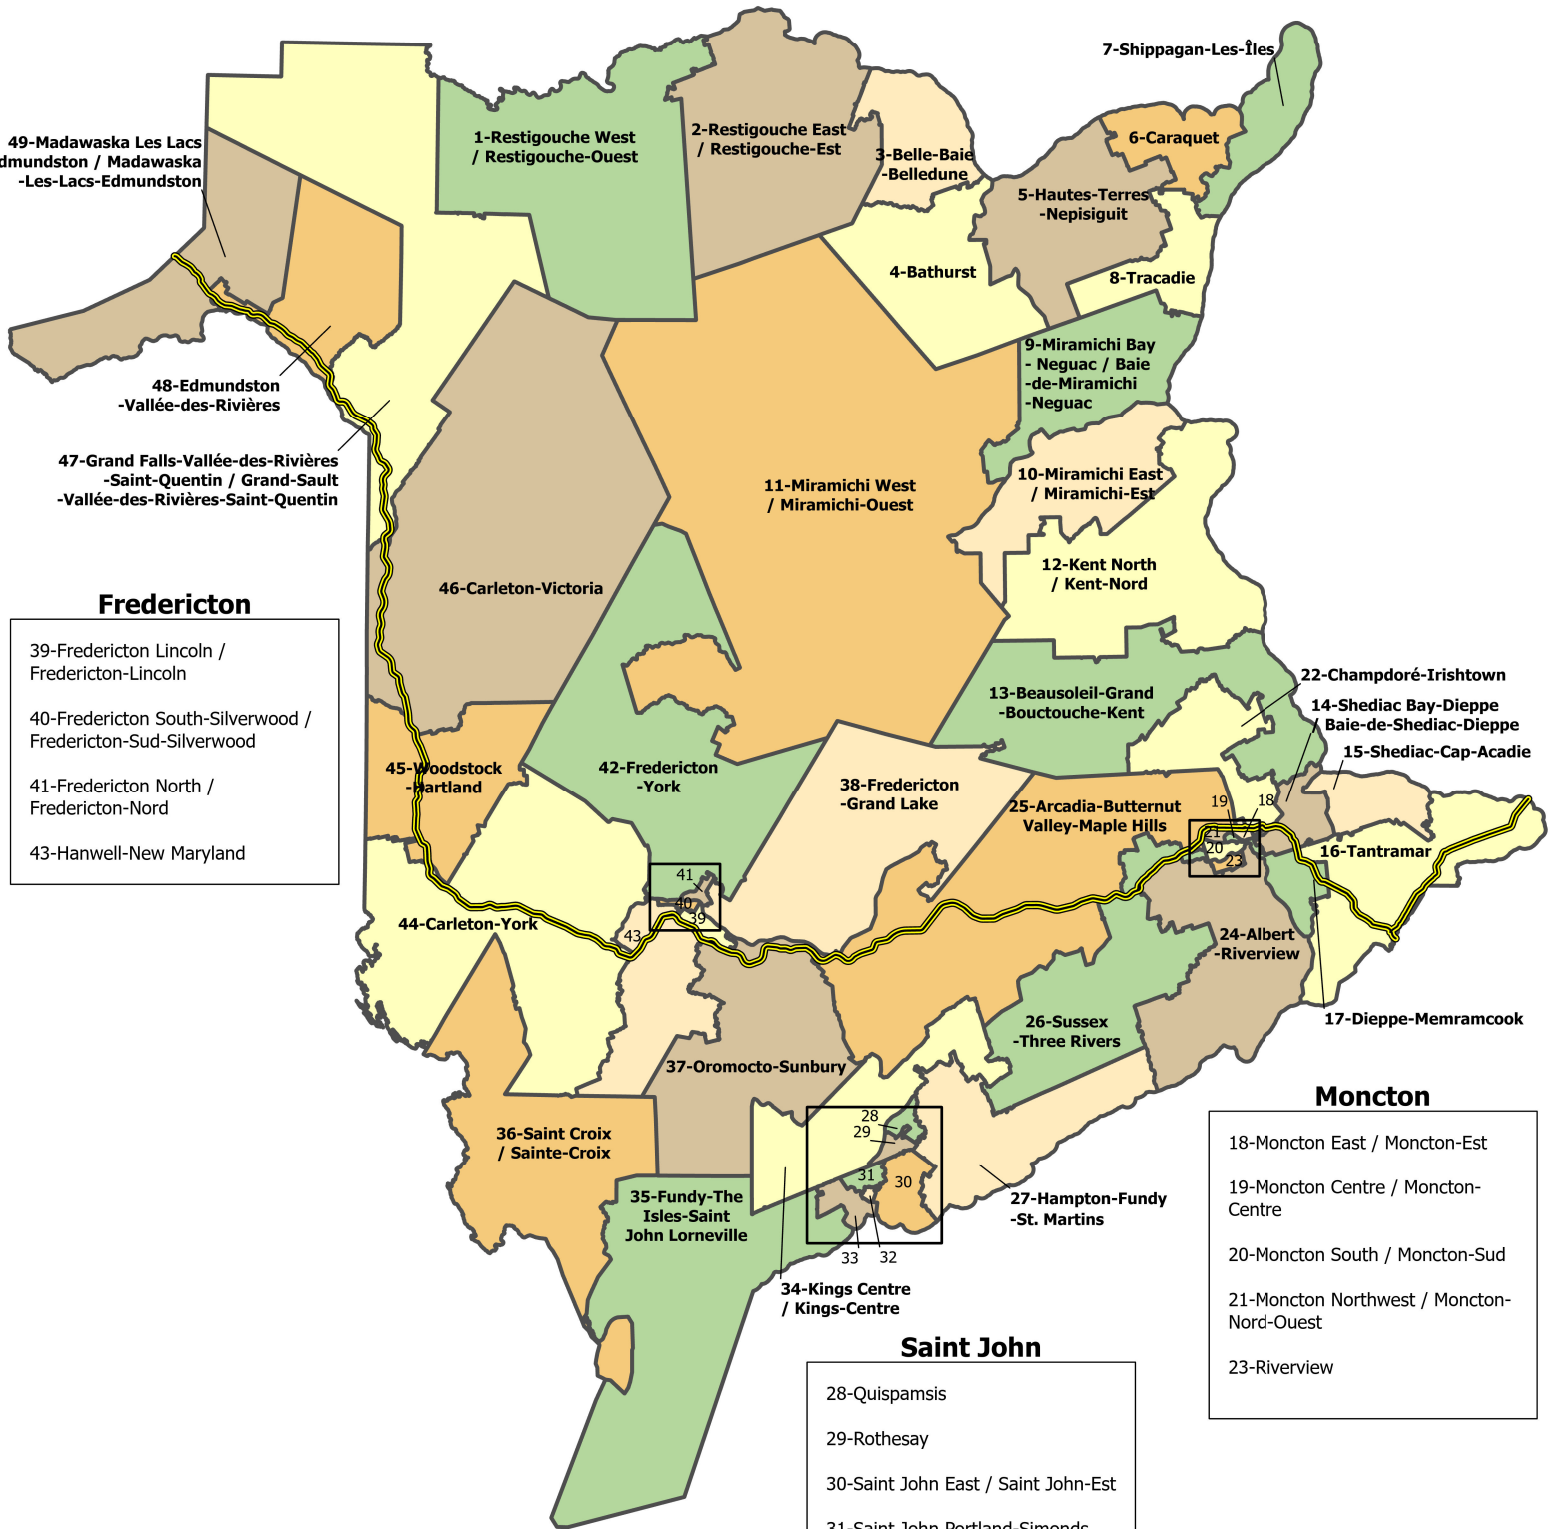 7-Shippagan-Les-Îles
49-Madawaska Les Lacs
dmundston / Madawaska
-Les-Lacs-Edmundston
1-Restigouche West
/ Restigouche-Ouest
2-Restigouche East
/ Restigouche-Est
3-Belle-Baie
-Belledune
6-Caraquet
5-Hautes-Terres
-Nepisiguit
4-Bathurst
8-Tracadie
9-Miramichi Bay
- Neguac / Baie
-de-Miramichi
-Neguac
48-Edmundston
-Vallée-des-Rivières
47-Grand Falls-Vallée-des-Rivières
-Saint-Quentin / Grand-Sault
-Vallée-des-Rivières-Saint-Quentin
10-Miramichi East
/ Miramichi-Est
11-Miramichi West
/ Miramichi-Ouest
12-Kent North
/ Kent-Nord
46-Carleton-Victoria
Fredericton
39-Fredericton Lincoln /
Fredericton-Lincoln
40-Fredericton South-Silverwood /
Fredericton-Sud-Silverwood
41-Fredericton North /
Fredericton-Nord
43-Hanwell-New Maryland
13-Beausoleil-Grand
-Bouctouche-Kent
22-Champdoré-Irishtown
14-Shediac Bay-Dieppe
/ Baie-de-Shediac-Dieppe
15-Shediac-Cap-Acadie
45-Woodstock
-Hartland
42-Fredericton
-York
38-Fredericton
-Grand Lake
25-Arcadia-Butternut
Valley-Maple Hills
19
18
21
20
23
16-Tantramar
41
40
39
43
44-Carleton-York
24-Albert
-Riverview
17-Dieppe-Memramcook
26-Sussex
-Three Rivers
37-Oromocto-Sunbury
36-Saint Croix
/ Sainte-Croix
28
29
31
30
33
32
27-Hampton-Fundy
-St. Martins
35-Fundy-The
Isles-Saint
John Lorneville
34-Kings Centre
/ Kings-Centre
Moncton
18-Moncton East / Moncton-Est
19-Moncton Centre / Moncton-
Centre
20-Moncton South / Moncton-Sud
21-Moncton Northwest / Moncton-
Nord-Ouest
23-Riverview
Saint John
28-Quispamsis
29-Rothesay
30-Saint John East / Saint John-Est
31-Saint John Portland-Simonds